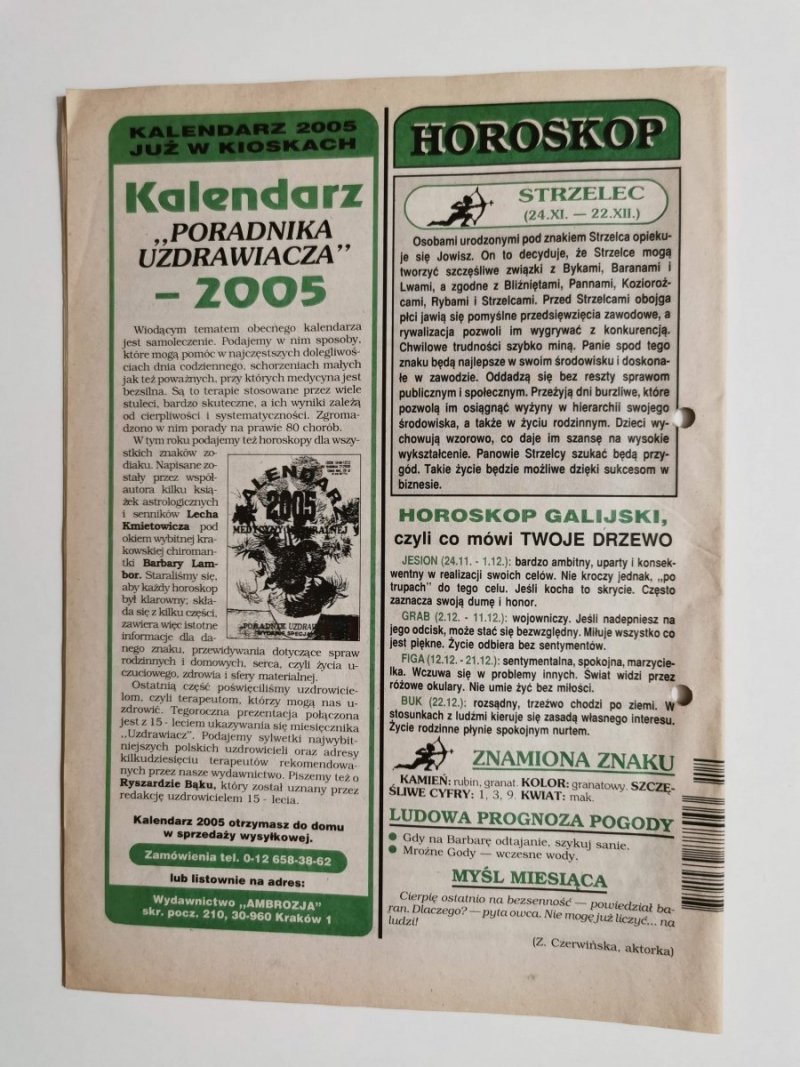 KALENDARZ 2005
JUŻ W KIOSKACH
Kalendarz
„PORADNIKA
UZDRAWIACZA"
– 2005
Wiodącym tematem obecnego kalendarza
jest samoleczenie. Podajemy w nim sposoby,
które mogą pomóc w najczęstszych dolegliwoś-
ciach dnia codziennego, schorzeniach małych
jak też poważnych, przy których medycyna jest
bezsilna. Są to terapie stosowane przez wiele
stuleci, bardzo skuteczne, a ich wyniki zależą
od cierpliwości i systematyczności. Zgroma-
dzono w nim porady na prawie 80 chorób.
W tym roku podajemy też horoskopy dla wszy-
stkich znaków zo-
diaku. Napisane zo-
stały przez współ-
autora kilku ksią-
żek astrologicznych
i senników Lecha
Kmietowicza pod
okiem wybitnej kra-
kowskiej chiroman-
tki Barbary Lam-
bor. Staraliśmy się,
aby każdy horoskop
był klarowny; skła-
da się z kilku części,
zawiera więc istotne
informacje dla da-
nego znaku, przewidywania dotyczące spraw
rodzinnych i domowych, serca, czyli życia u-
czuciowego, zdrowia i sfery materialnej.
KALENDARZ
2005
MEDYCYNY NATURALNEJ
„PORADNIK UZDRAW
Ostatnią część poświęciliśmy uzdrowicie-
lom, czyli terapeutom, którzy mogą nas u-
zdrowić. Tegoroczna prezentacja połączona
jest z 15 - leciem ukazywania się miesięcznika
„Uzdrawiacz". Podajemy sylwetki najwybit-
niejszych polskich uzdrowicieli oraz adresy
kilkudziesięciu terapeutów rekomendowa-
nych przez nasze wydawnictwo. Piszemy też o
Ryszardzie Bąku, który został uznany przez
redakcję uzdrowicielem 15 - lecia.
Kalendarz 2005 otrzymasz do domu
w sprzedaży wysyłkowej.
Zamówienia tel. 0-12 658-38-62
lub listownie na adres:
Wydawnictwo „AMBROZJA"
skr. pocz. 210, 30-960 Kraków 1
HOROSKOP
STRZELEC
(24.XI. — 22.XII.)
Osobami urodzonymi pod znakiem Strzelca opieku-
je się Jowisz. On to decyduje, że Strzelce mogą
tworzyć szczęśliwe związki z Bykami, Baranami i
Lwami, a zgodne z Bliźniętami, Pannami, Koziorоż-
cami, Rybami i Strzelcami. Przed Strzelcami obojga
płci jawią się pomyślne przedsięwzięcia zawodowe, a
rywalizacja pozwoli im wygrywać z konkurencją.
Chwilowe trudności szybko miną. Panie spod tego
znaku będą najlepsze w swoim środowisku i doskona-
łe w zawodzie. Oddadzą się bez reszty sprawom
publicznym i społecznym. Przeżyją dni burzliwe, które
pozwolą im osiągnąć wyżyny w hierarchii swojego
środowiska, a także w życiu rodzinnym. Dzieci wy-
chowują wzorowo, co daje im szansę na wysokie
wykształcenie. Panowie Strzelcy szukać będą przy-
gód. Takie życie będzie możliwe dzięki sukcesom w
biznesie.
HOROSKOP GALIJSKI,
czyli co mówi TWOJE DRZEWO
JESION (24.11. - 1.12.): bardzo ambitny, uparty i konsek-
wentny w realizacji swoich celów. Nie kroczy jednak, „po
trupach" do tego celu. Jeśli kocha to skrycie. Często
zaznacza swoją dumę i honor.
GRAB (2.12. - 11.12.): wojowniczy. Jeśli nadepniesz na
jego odcisk, może stać się bezwzględny. Miłuje wszystko co
jest piękne. Życie odbiera bez sentymentów.
FIGA (12.12. - 21.12.): sentymentalna, spokojna, marzycie-
lka. Wczuwa się w problemy innych. Świat widzi przez
różowe okulary. Nie umie żyć bez miłości.
BUK (22.12.): rozsądny, trzeźwo chodzi po ziemi. W
stosunkach z ludźmi kieruje się zasadą własnego interesu.
Życie rodzinne płynie spokojnym nurtem.
ZNAMIONA ZNAKU
KAMIEŃ: rubin, granat. KOLOR: granatowy. SZCZĘ-
ŚLIWE CYFRY: 1, 3, 9. KWIAT: mak.
LUDOWA PROGNOZA POGODY
● Gdy na Barbarę odtajanie, szykuj sanie.
● Mroźne Gody — wczesne wody.
MYŚL MIESIĄCA
Cierpię ostatnio na bezsenność — powiedział ba-
ran. Dlaczego? — pyta owca. Nie mogę już liczyć... na
ludzi!
(Z. Czerwińska, aktorka)